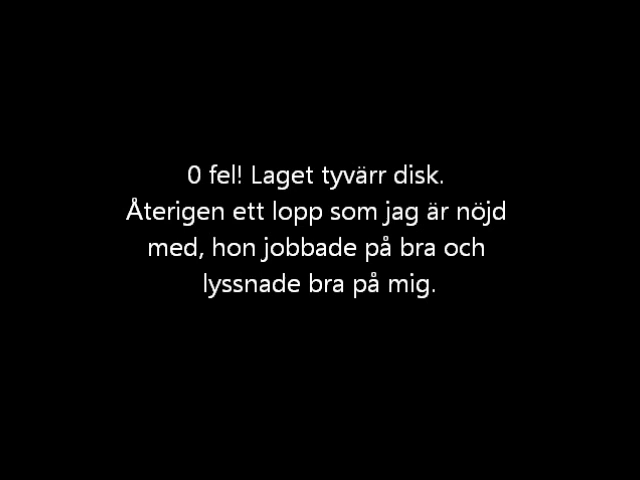 0 fel! Laget tyvärr disk.
Återigen ett lopp som jag är nöjd
med, hon jobbade på bra och
lyssnade bra på mig.